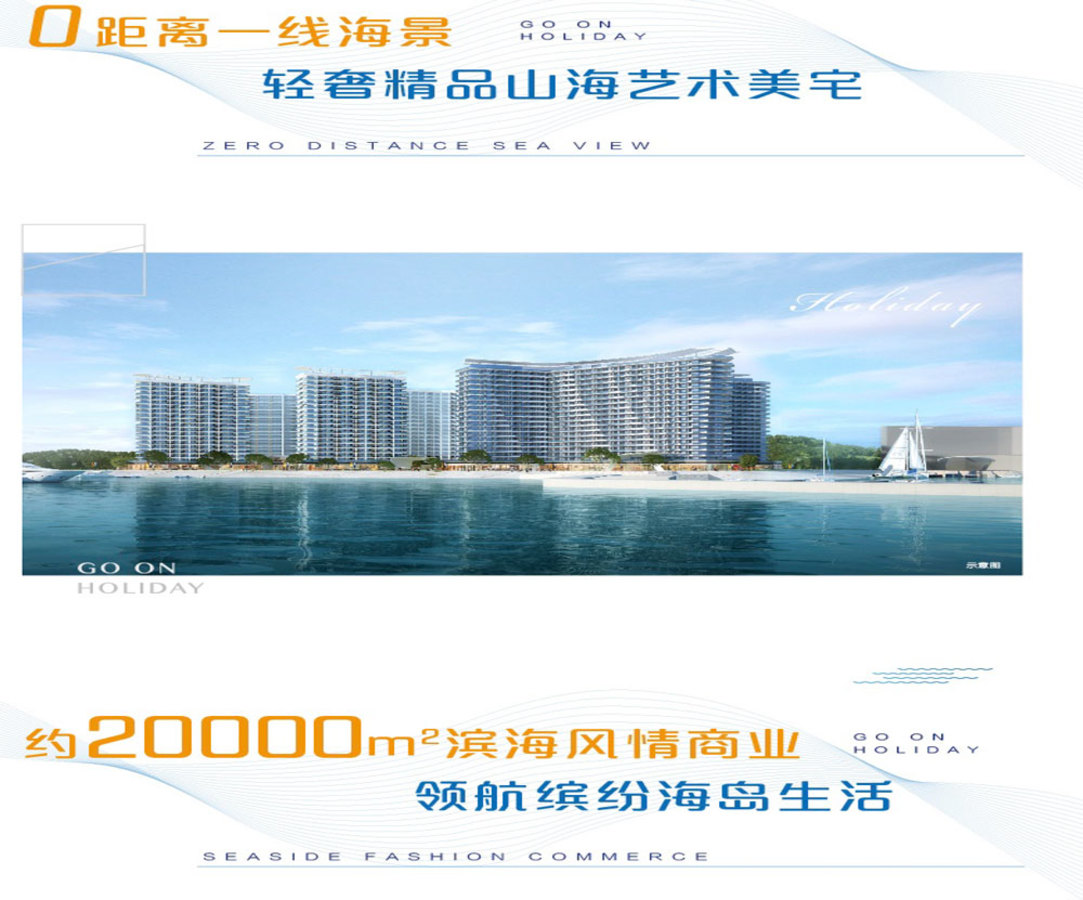 0距离一线海景
GO ON
HOLIDAY
轻奢精品山海艺术美宅
ZERO DISTANCE SEA VIEW
Holiday
示意图
GO ON
HOLIDAY
约20000m²滨海风情商业
GO ON
HOLIDAY
领航缤纷海岛生活
SEASIDE FASHION COMMERCE